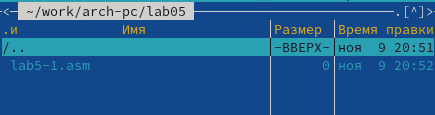 <— ~/work/arch-pc/lab05 —.[^]>
.и Имя Размер Время правки
/.. -ВВЕРХ- ноя 9 20:51
lab5-1.asm 0 ноя 9 20:52